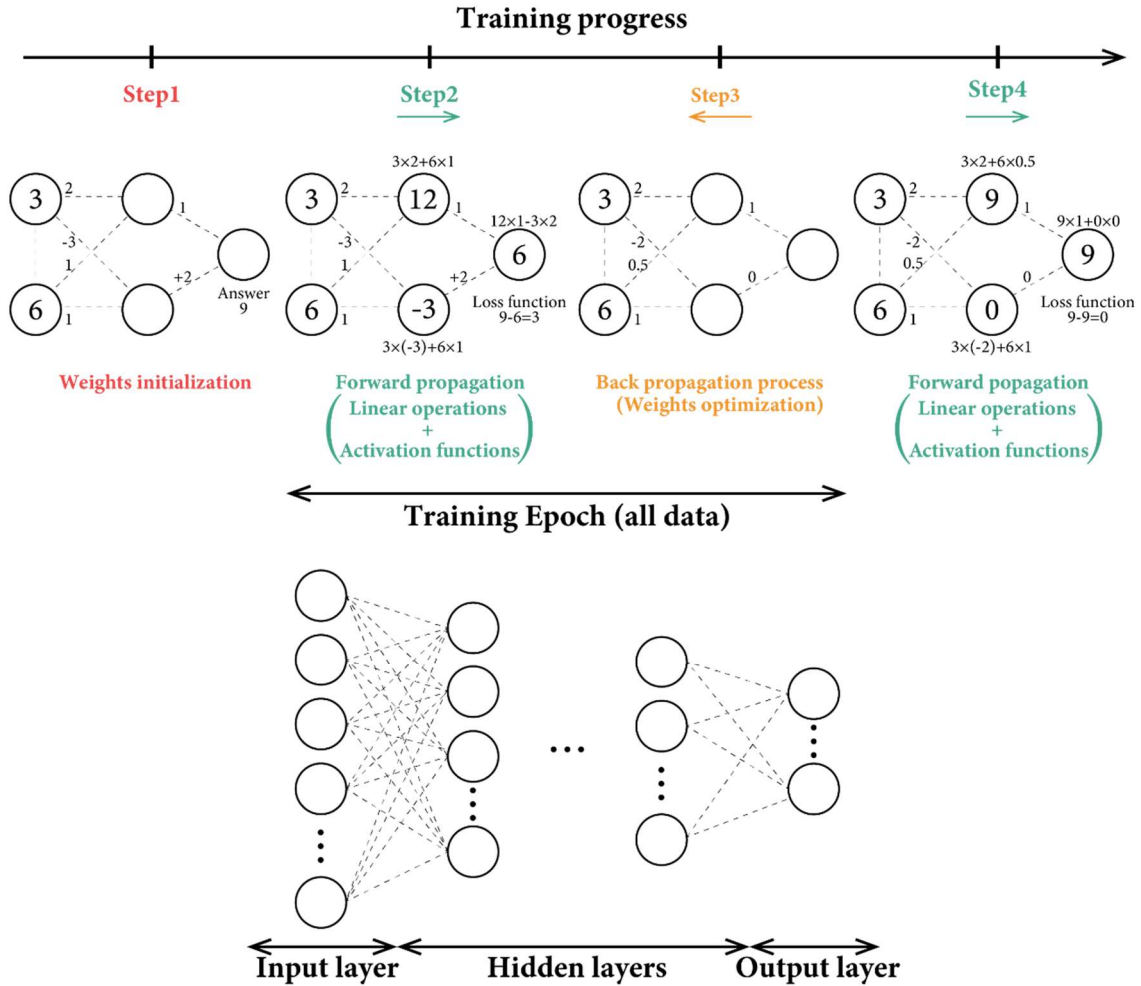 Training progress
Step1
Step2
Step3
Step4
3
6
2
-3
1
1
1
+2
Answer
9
3×2+6×1
3
6
2
-3
1
1
12
-3
1
+2
12×1-3×2
6
Loss function
9-6=3
3×(-3)+6×1
3
6
2
-2
0.5
1
1
0
3×2+6×0.5
3
6
2
-2
0.5
1
9
0
1
0
9×1+0×0
9
Loss function
9-9=0
3×(-2)+6×1
Weights initialization
Forward propagation
(Linear operations
+
Activation functions)
Back propagation process
(Weights optimization)
Forward popagation
(Linear operations
+
Activation functions)
Training Epoch (all data)
Input layer
Hidden layers
Output layer